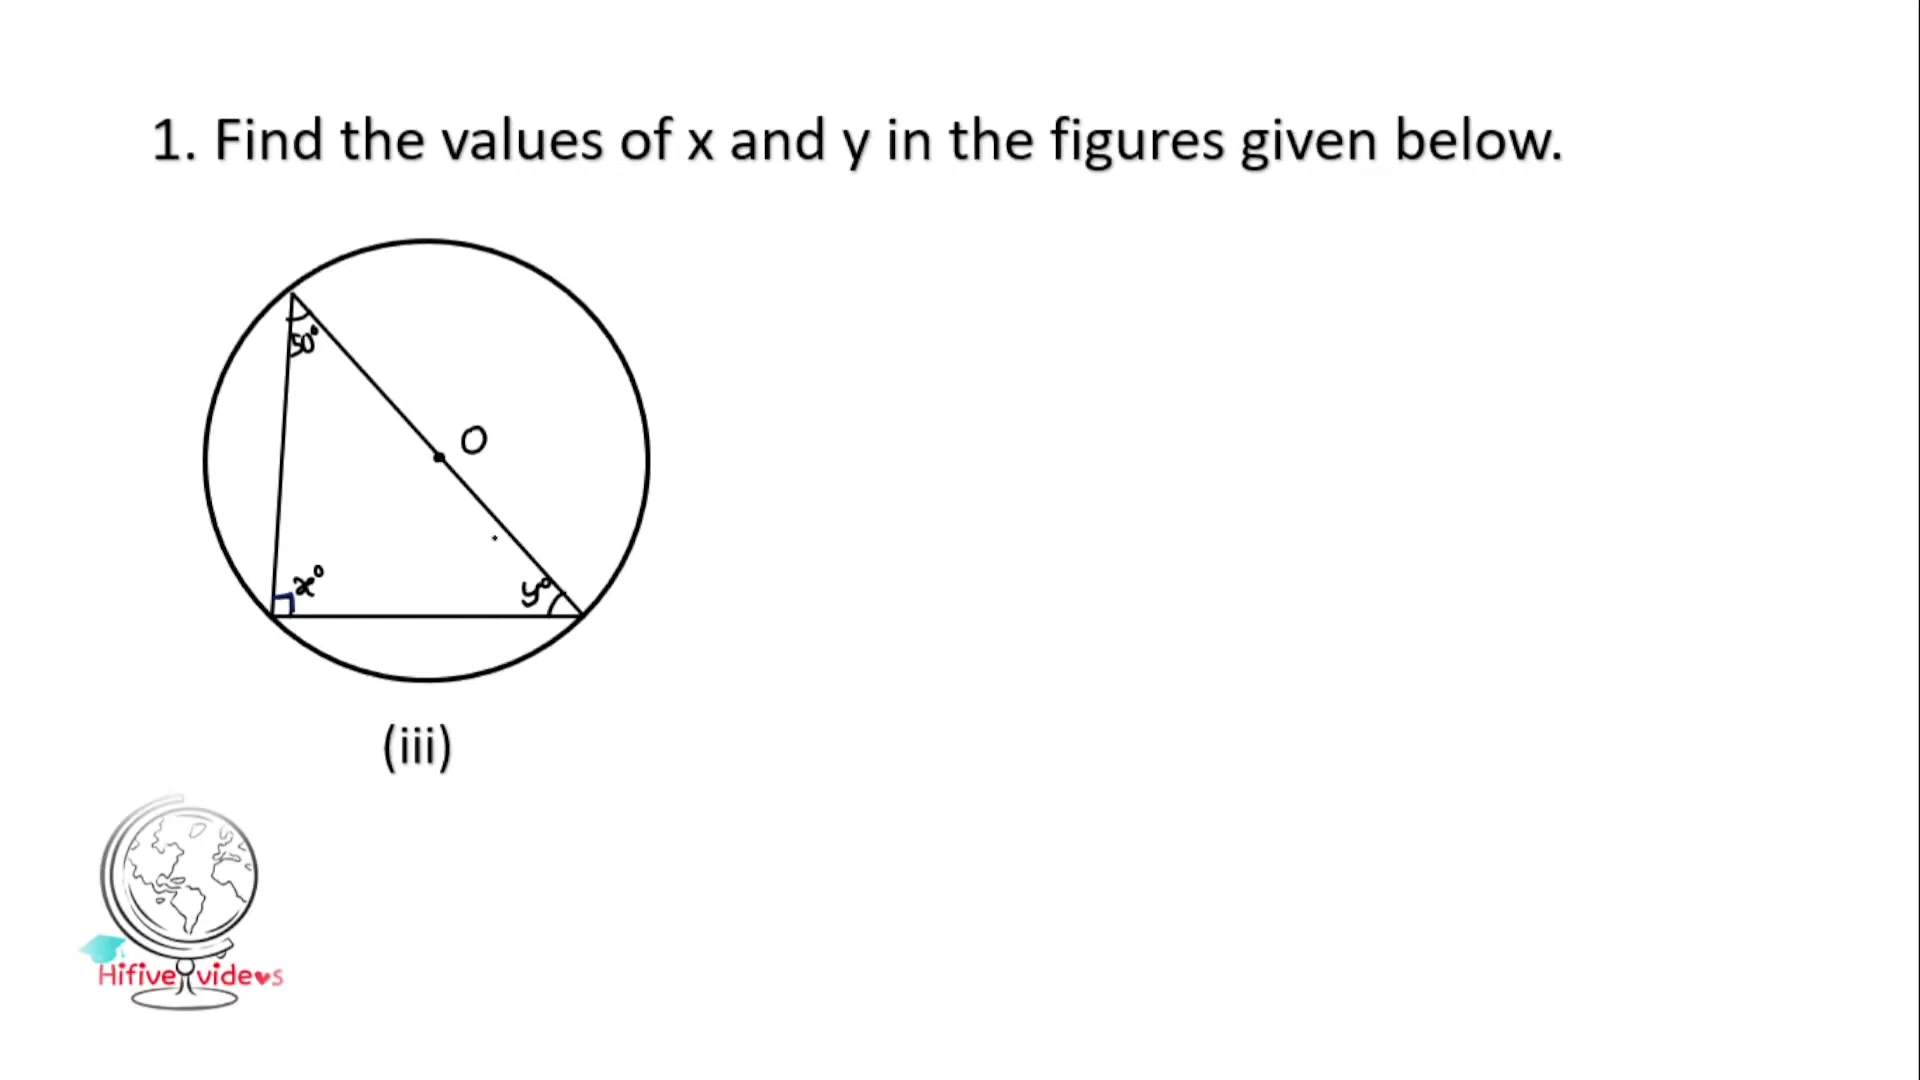 1. Find the values of x and y in the figures given below.
50°
O
x°
y°
(iii)
Hifive videos